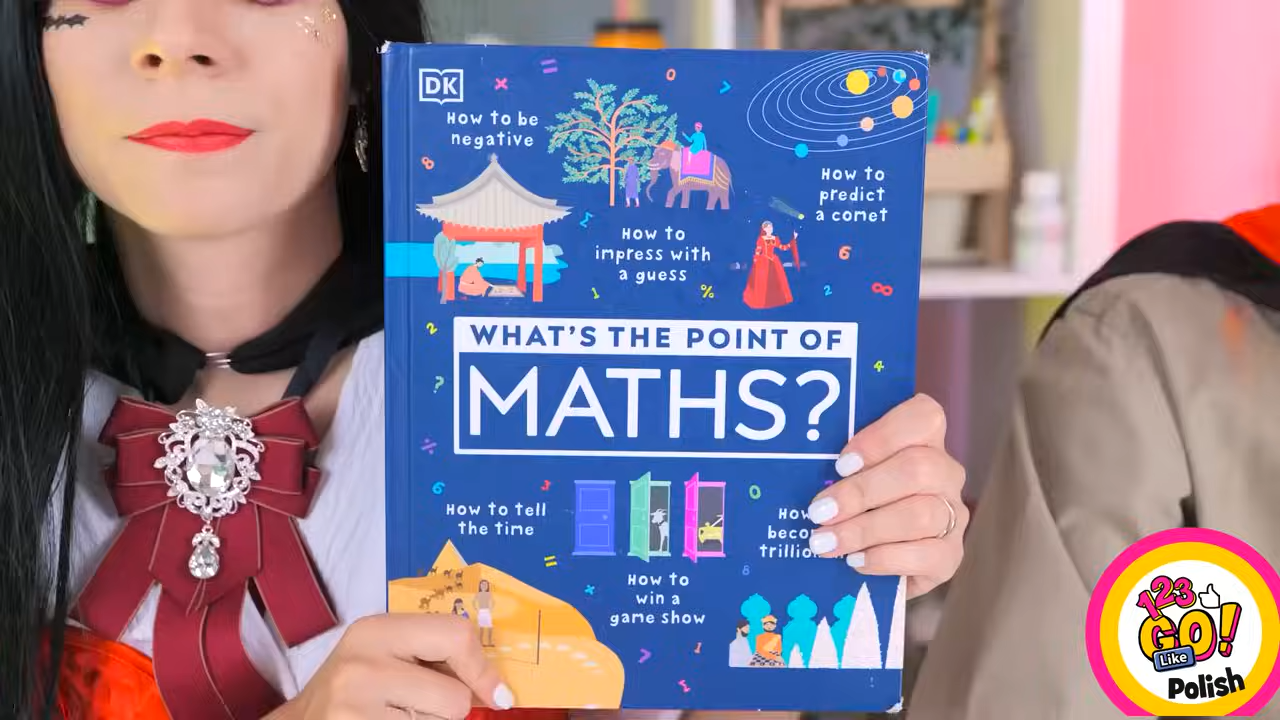 DK
How to be
negative
How to
predict
a comet
How to
impress with
a guess
WHAT'S THE POINT OF
MATHS?
How to tell
the time
How to
win a
game show
How
123
GO!
Like
Polish